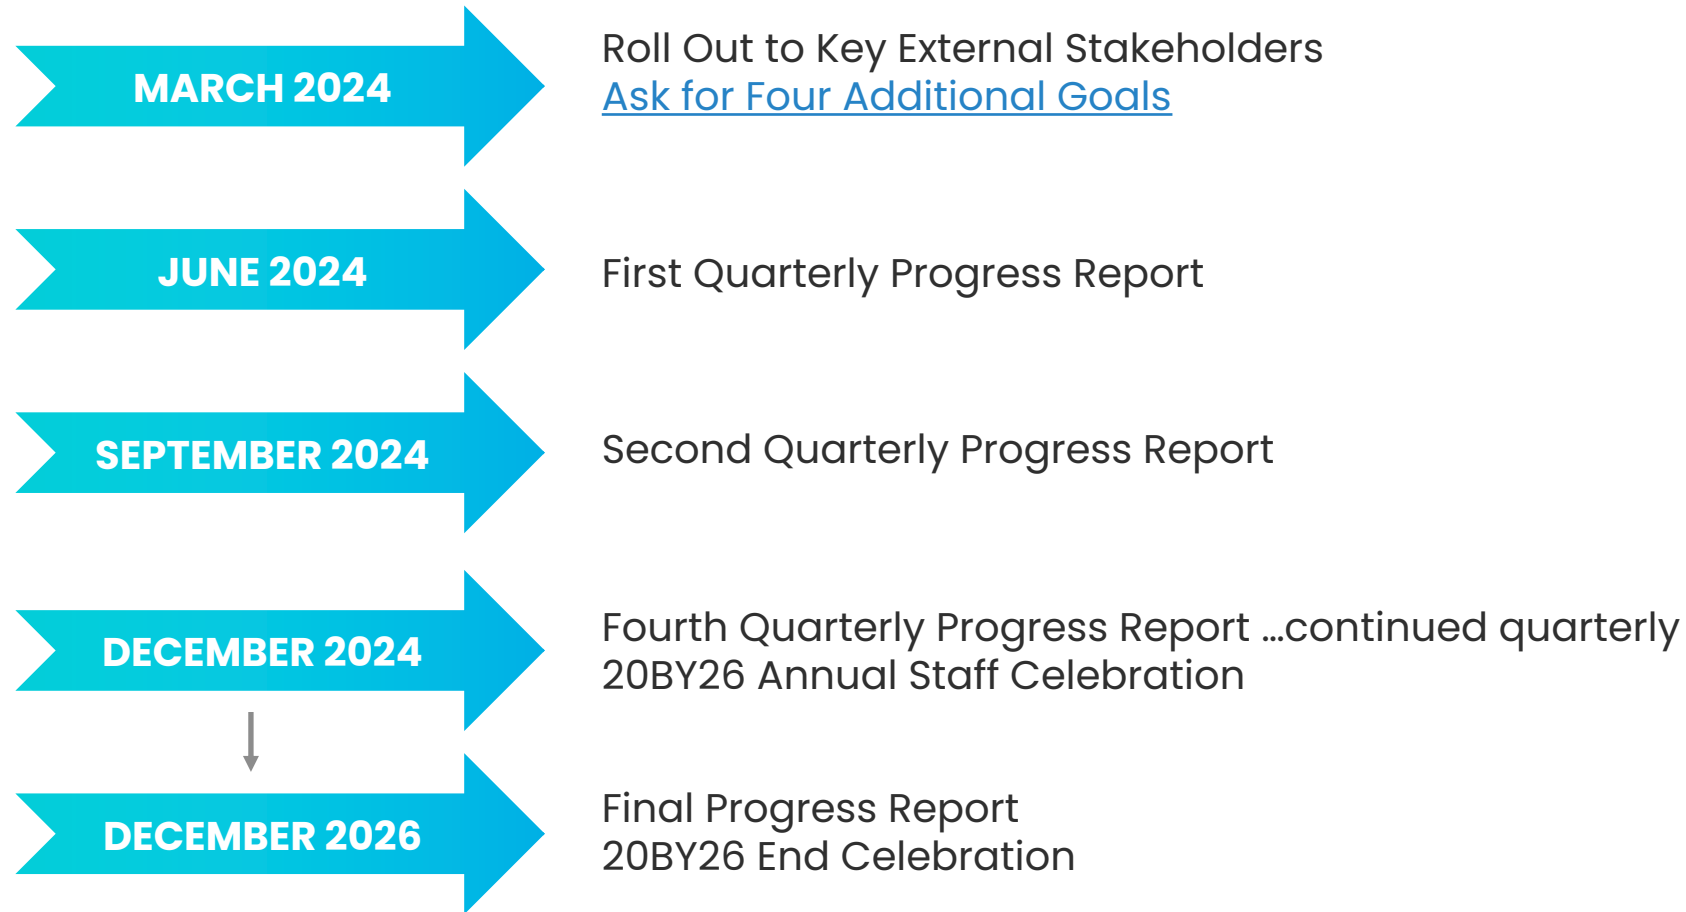 MARCH 2024
Roll Out to Key External Stakeholders
Ask for Four Additional Goals
JUNE 2024
First Quarterly Progress Report
SEPTEMBER 2024
Second Quarterly Progress Report
DECEMBER 2024
Fourth Quarterly Progress Report ...continued quarterly
20BY26 Annual Staff Celebration
DECEMBER 2026
Final Progress Report
20BY26 End Celebration